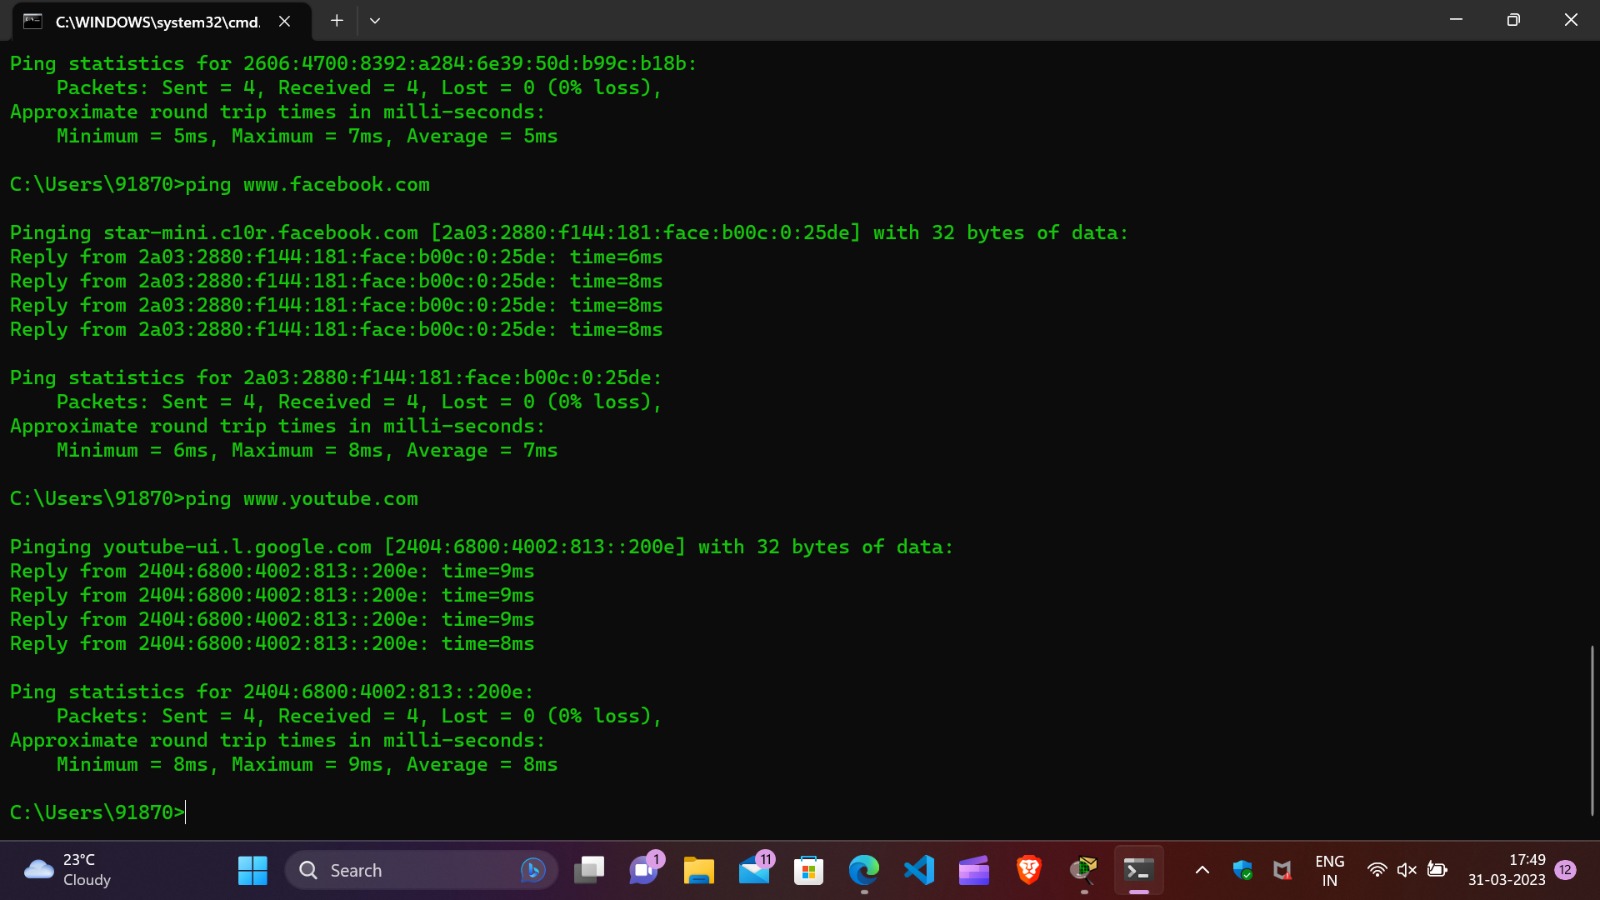 C:\WINDOWS\system32\cmd.
Ping statistics for 2606:4700:8392:a284:6e39:50d:b99c:b18b:
    Packets: Sent = 4, Received = 4, Lost = 0 (0% loss),
Approximate round trip times in milli-seconds:
    Minimum = 5ms, Maximum = 7ms, Average = 5ms
C:\Users\91870>ping www.facebook.com
Pinging star-mini.c10r.facebook.com [2a03:2880:f144:181:face:b00c:0:25de] with 32 bytes of data:
Reply from 2a03:2880:f144:181:face:b00c:0:25de: time=6ms
Reply from 2a03:2880:f144:181:face:b00c:0:25de: time=8ms
Reply from 2a03:2880:f144:181:face:b00c:0:25de: time=8ms
Reply from 2a03:2880:f144:181:face:b00c:0:25de: time=8ms
Ping statistics for 2a03:2880:f144:181:face:b00c:0:25de:
    Packets: Sent = 4, Received = 4, Lost = 0 (0% loss),
Approximate round trip times in milli-seconds:
    Minimum = 6ms, Maximum = 8ms, Average = 7ms
C:\Users\91870>ping www.youtube.com
Pinging youtube-ui.l.google.com [2404:6800:4002:813::200e] with 32 bytes of data:
Reply from 2404:6800:4002:813::200e: time=9ms
Reply from 2404:6800:4002:813::200e: time=9ms
Reply from 2404:6800:4002:813::200e: time=9ms
Reply from 2404:6800:4002:813::200e: time=8ms
Ping statistics for 2404:6800:4002:813::200e:
    Packets: Sent = 4, Received = 4, Lost = 0 (0% loss),
Approximate round trip times in milli-seconds:
    Minimum = 8ms, Maximum = 9ms, Average = 8ms
C:\Users\91870>
23°C
Cloudy
Search
1
11
ENG
IN
17:49
31-03-2023
12